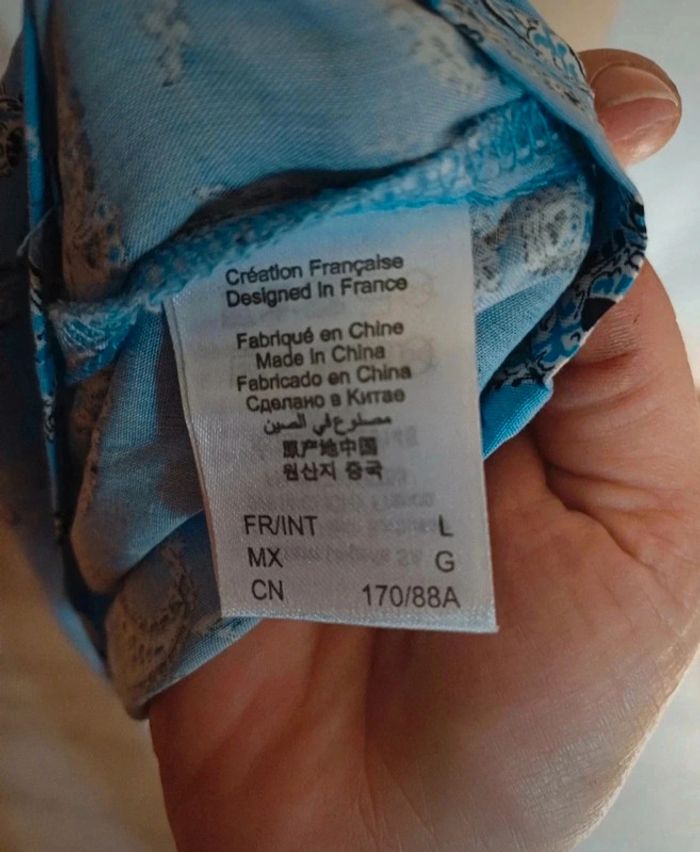 Création Française
Designed in France
Fabriqué en Chine
Made in China
Fabricado en China
Сделано в Китае
مصنوع في الصين
原产地中国
원산지 중국
FR/INT L
MX G
CN 170/88A